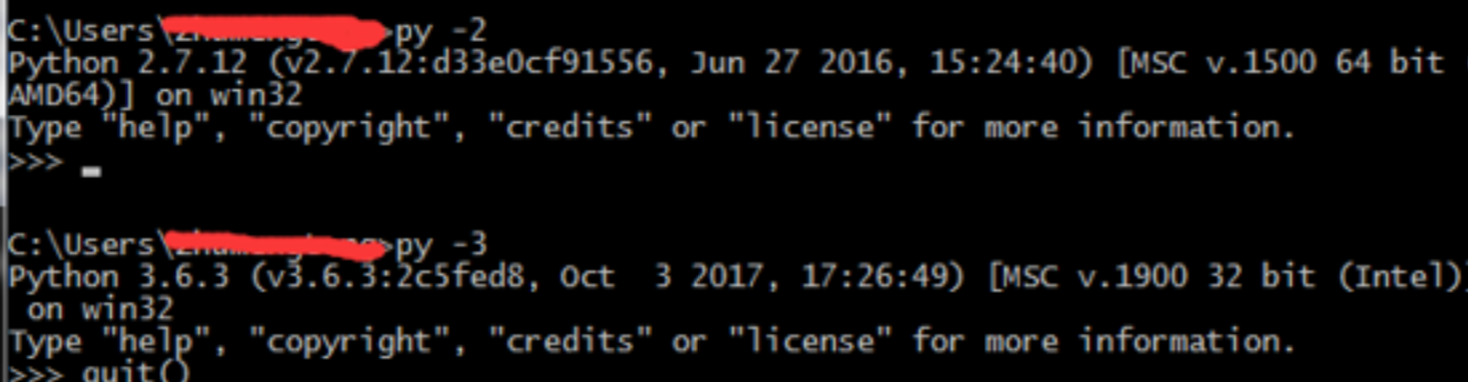 C:\Users\ >py -2
Python 2.7.12 (v2.7.12:d33e0cf91556, Jun 27 2016, 15:24:40) [MSC v.1500 64 bit (
AMD64)] on win32
Type "help", "copyright", "credits" or "license" for more information.
>>>
C:\Users\ >py -3
Python 3.6.3 (v3.6.3:2c5fed8, Oct  3 2017, 17:26:49) [MSC v.1900 32 bit (Intel)]
 on win32
Type "help", "copyright", "credits" or "license" for more information.
>>> quit()